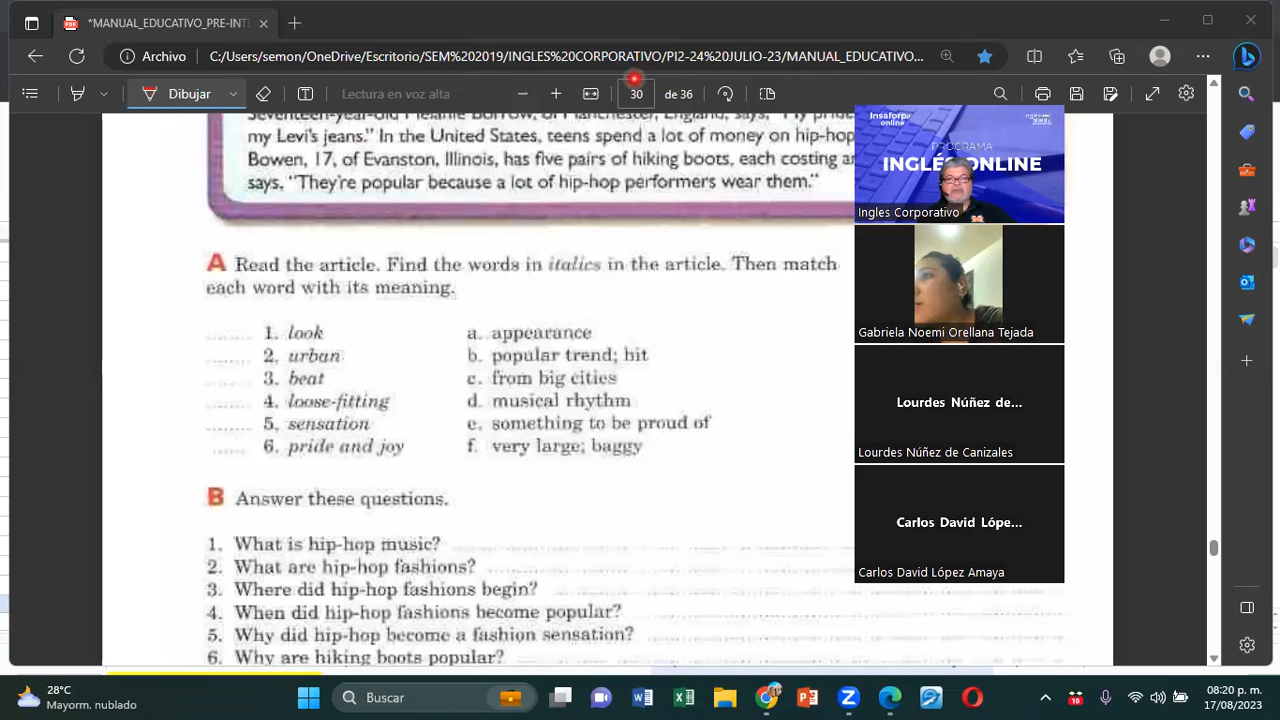 *MANUAL_EDUCATIVO_PRE-INTE
Archivo
C:/Users/semon/OneDrive/Escritorio/SEM%202019/INGLES%20CORPORATIVO/PI2-24%20JULIO-23/MANUAL_EDUCATIVO...
Dibujar
Lectura en voz alta
30
de 36
my Levi's jeans." In the United States, teens spend a lot of money on hip-hop
Bowen, 17, of Evanston, Illinois, has five pairs of hiking boots, each costing
says, "They're popular because a lot of hip-hop performers wear them."
A Read the article. Find the words in italics in the article. Then match
each word with its meaning.
1. look a. appearance
2. urban b. popular trend; hit
3. beat c. from big cities
4. loose-fitting d. musical rhythm
5. sensation e. something to be proud of
6. pride and joy f. very large; baggy
B Answer these questions.
1. What is hip-hop music?
2. What are hip-hop fashions?
3. Where did hip-hop fashions begin?
4. When did hip-hop fashions become popular?
5. Why did hip-hop become a fashion sensation?
6. Why are hiking boots popular?
Insaforp
online
PROGRAMA
INGLÉS ONLINE
Ingles Corporativo
Gabriela Noemi Orellana Tejada
Lourdes Núñez de...
Lourdes Núñez de Canizales
Carlos David Lópe...
Carlos David López Amaya
28°C
Mayorm. nublado
Buscar
08:20 p. m.
17/08/2023